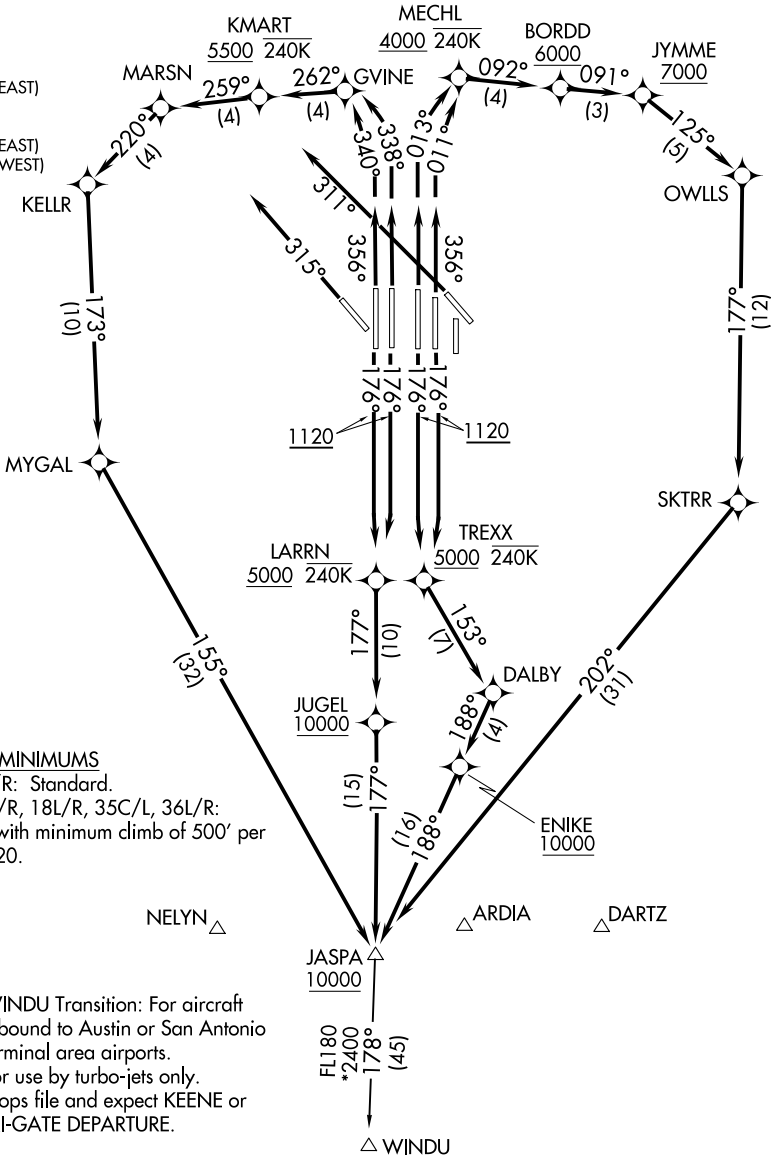 MECHL
4000 240K
KMART
5500 240K
BORDD
6000
JYMME
7000
EAST)
MARSN
259°
(4)
262°
(4)
GVINE
092°
(4)
091°
(3)
EAST)
WEST)
220°
(4)
125°
(5)
340°
338°
013°
011°
KELLR
OWLLS
311°
315°
356°
356°
173°
(10)
177°
(12)
176°
176°
176°
176°
1120
1120
MYGAL
SKTRR
LARRN
5000 240K
TREXX
5000 240K
177°
(10)
153°
(7)
155°
(32)
202°
(31)
DALBY
JUGEL
10000
188°
(4)
MINIMUMS
/R: Standard.
/R, 18L/R, 35C/L, 36L/R:
with minimum climb of 500' per
20.
(15)
177°
(16)
188°
ENIKE
10000
NELYN
ARDIA
DARTZ
JASPA
10000
VINDU Transition: For aircraft
bound to Austin or San Antonio
rminal area airports.
or use by turbo-jets only.
ops file and expect KEENE or
I-GATE DEPARTURE.
FL180
*2400
178°
(45)
WINDU